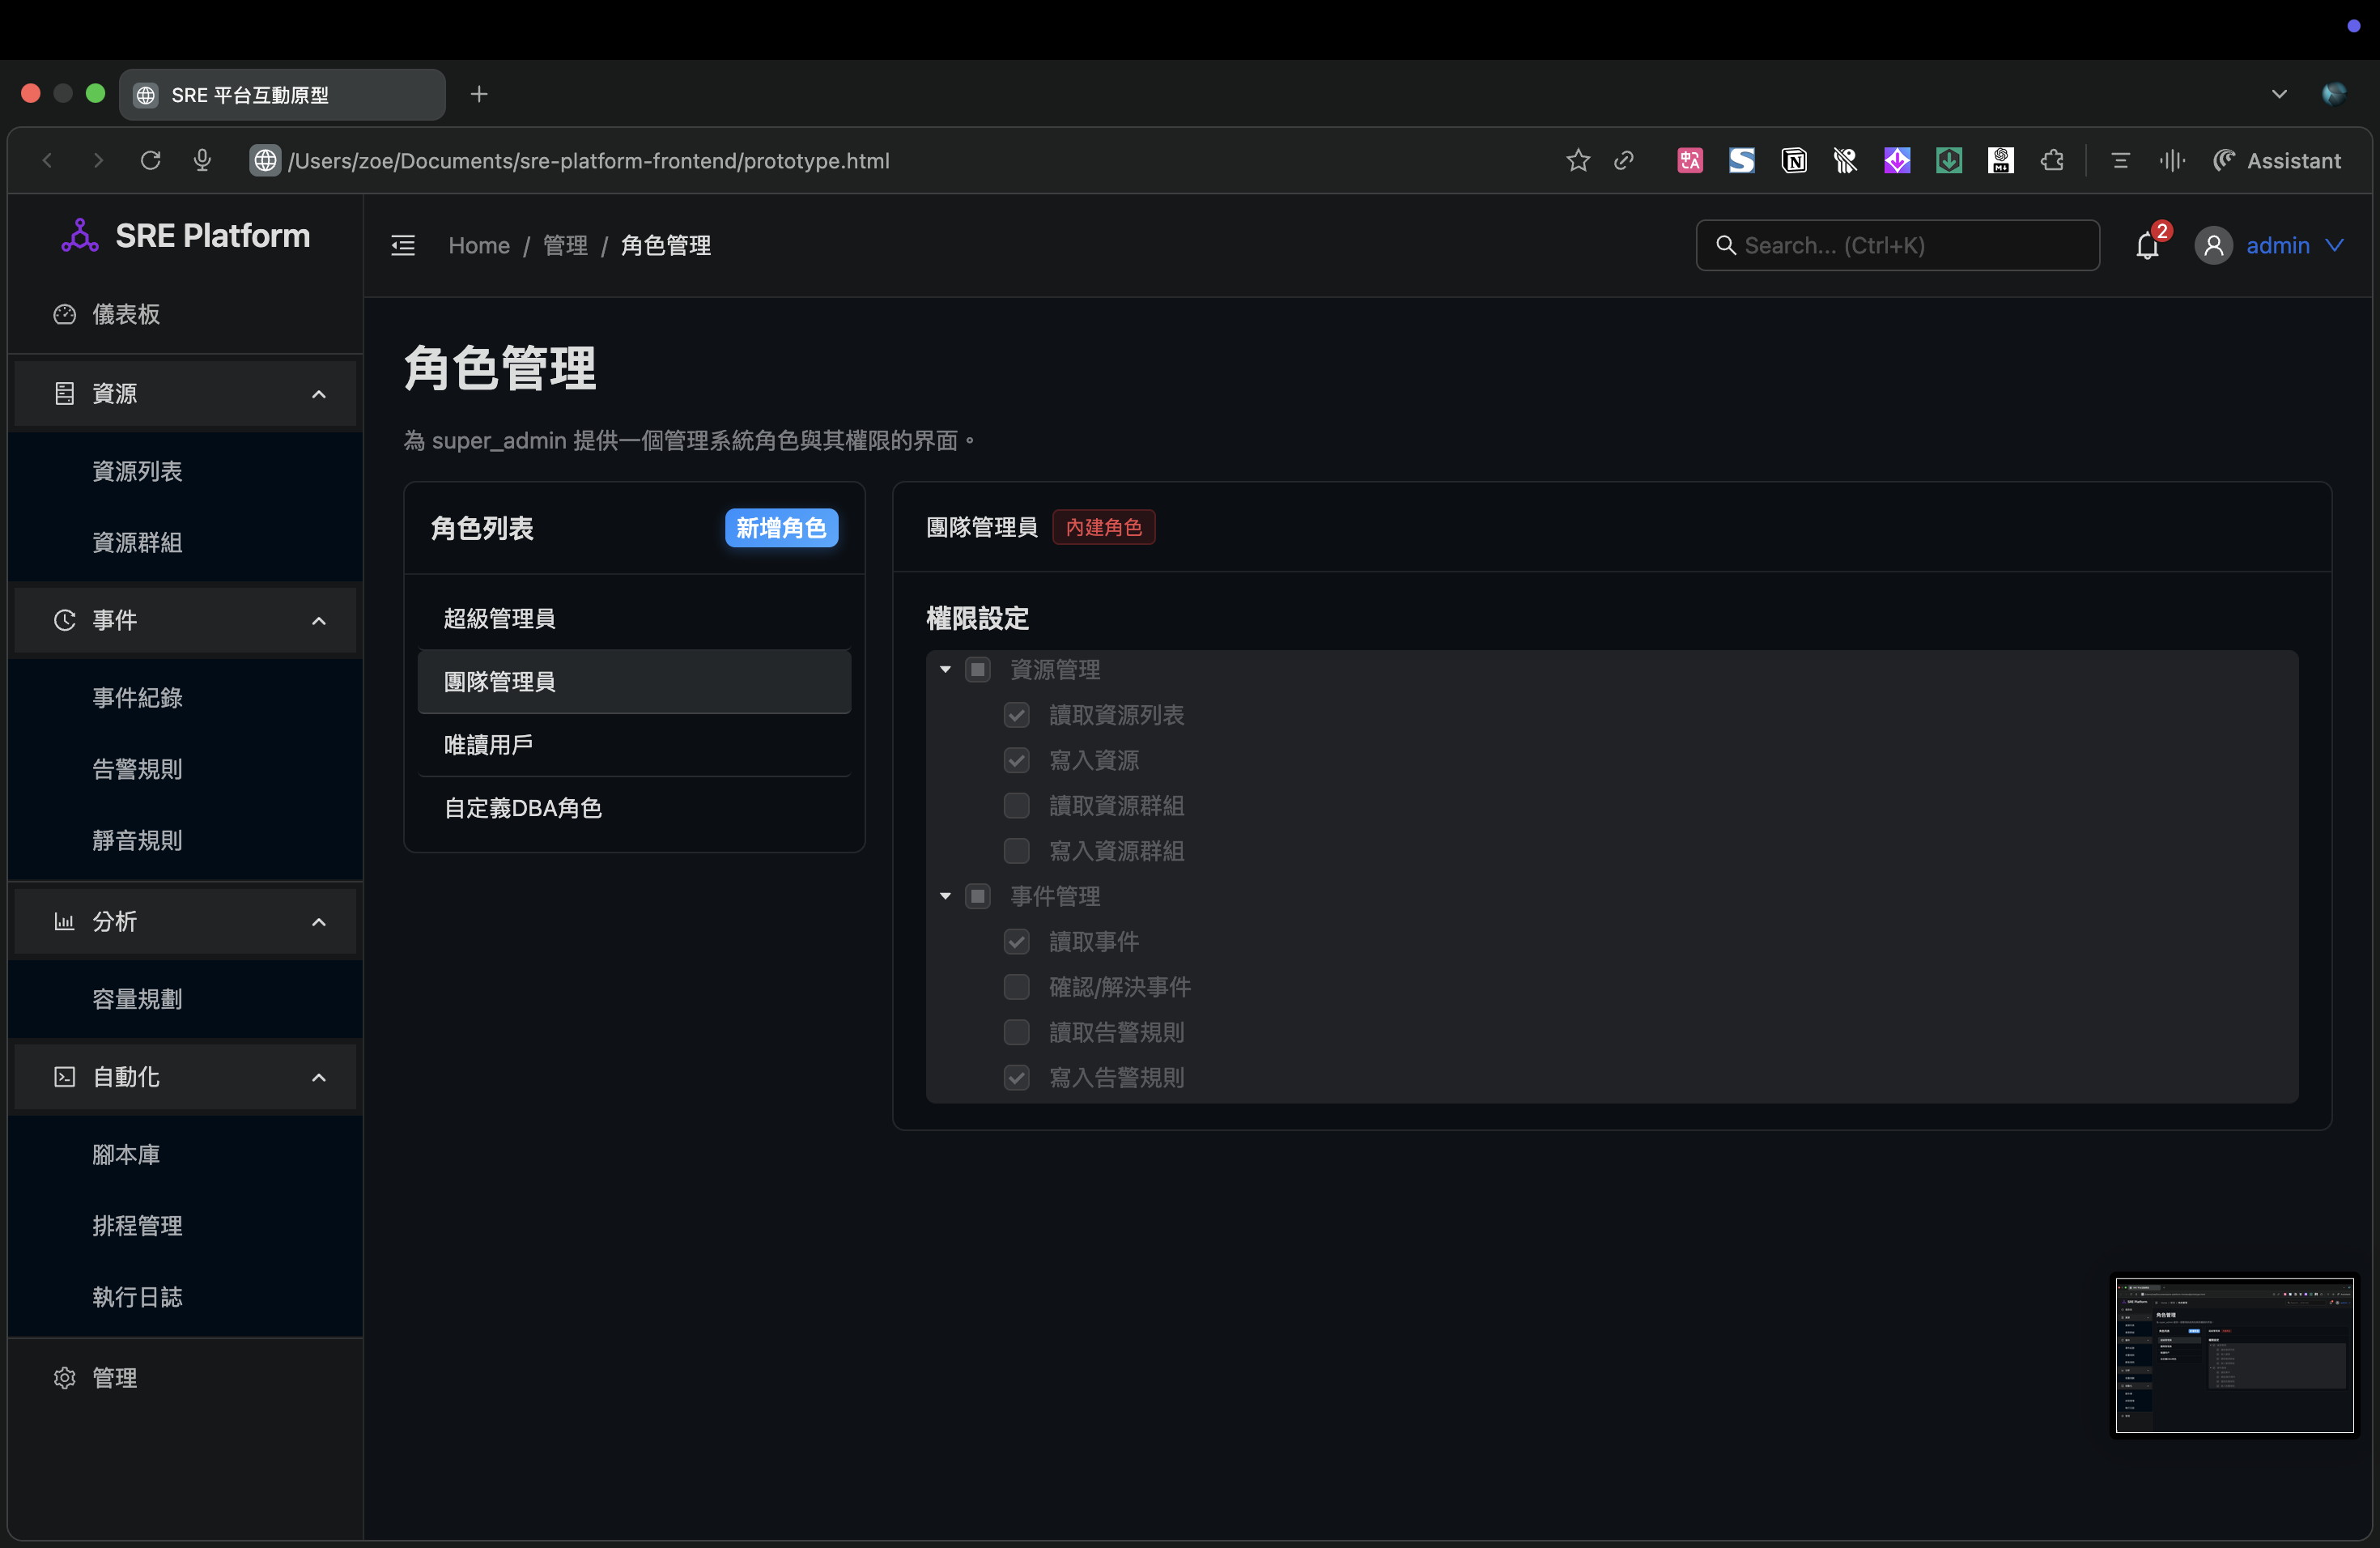 SRE 平台互動原型
/Users/zoe/Documents/sre-platform-frontend/prototype.html
Assistant
SRE Platform
Home / 管理 / 角色管理
Search... (Ctrl+K)
2
admin
儀表板
資源
資源列表
資源群組
事件
事件紀錄
告警規則
靜音規則
分析
容量規劃
自動化
腳本庫
排程管理
執行日誌
管理
角色管理
為 super_admin 提供一個管理系統角色與其權限的界面。
角色列表
新增角色
超級管理員
團隊管理員
唯讀用戶
自定義DBA角色
團隊管理員
內建角色
權限設定
資源管理
讀取資源列表
寫入資源
讀取資源群組
寫入資源群組
事件管理
讀取事件
確認/解決事件
讀取告警規則
寫入告警規則